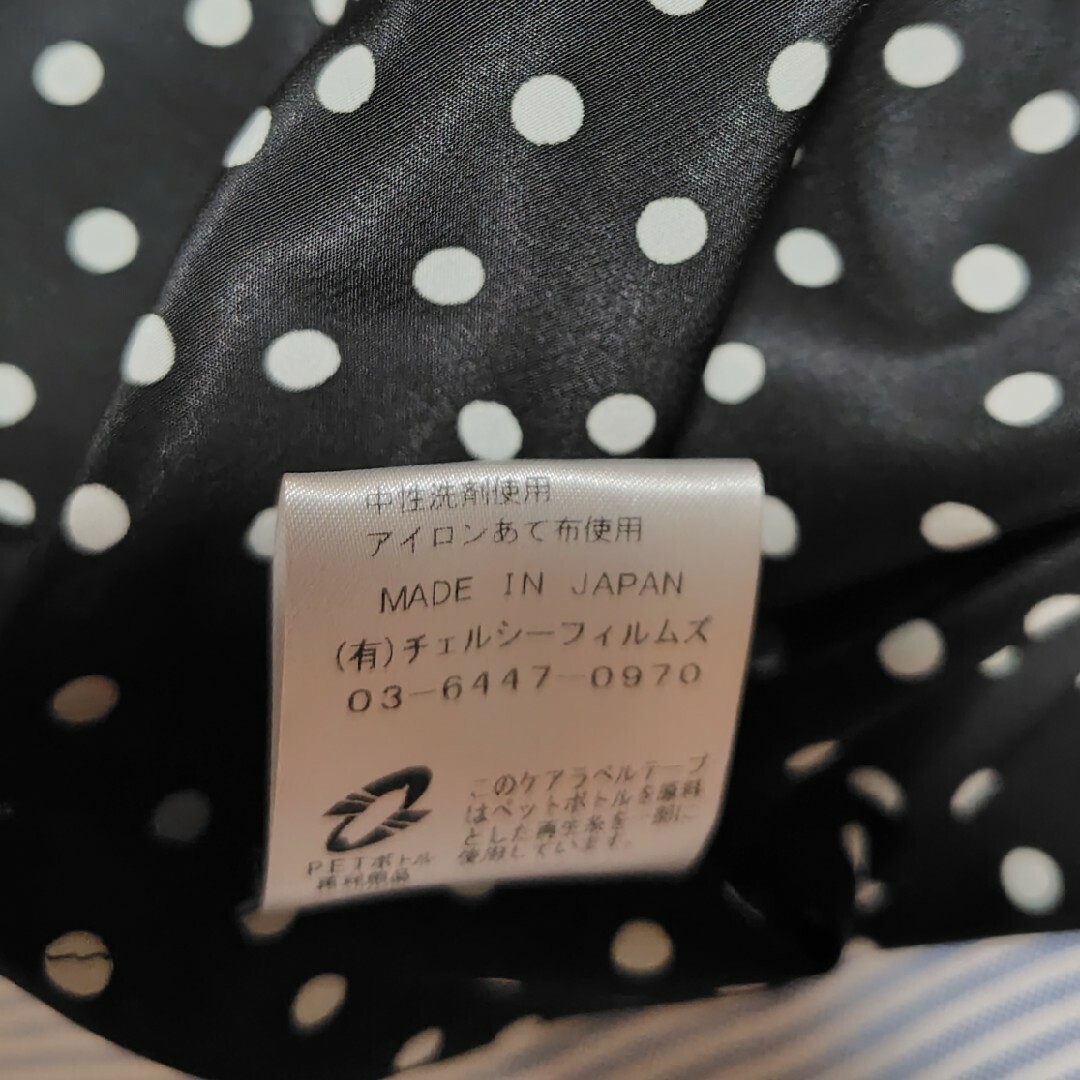 中性洗剤使用
アイロンあて布使用
MADE IN JAPAN
(有)チェルシーフィルムズ
03-6447-0970
このケアラベルテープ
はペットボトルを原料
とした再生糸を一部に
使用しています。
PETボトル
再利用品